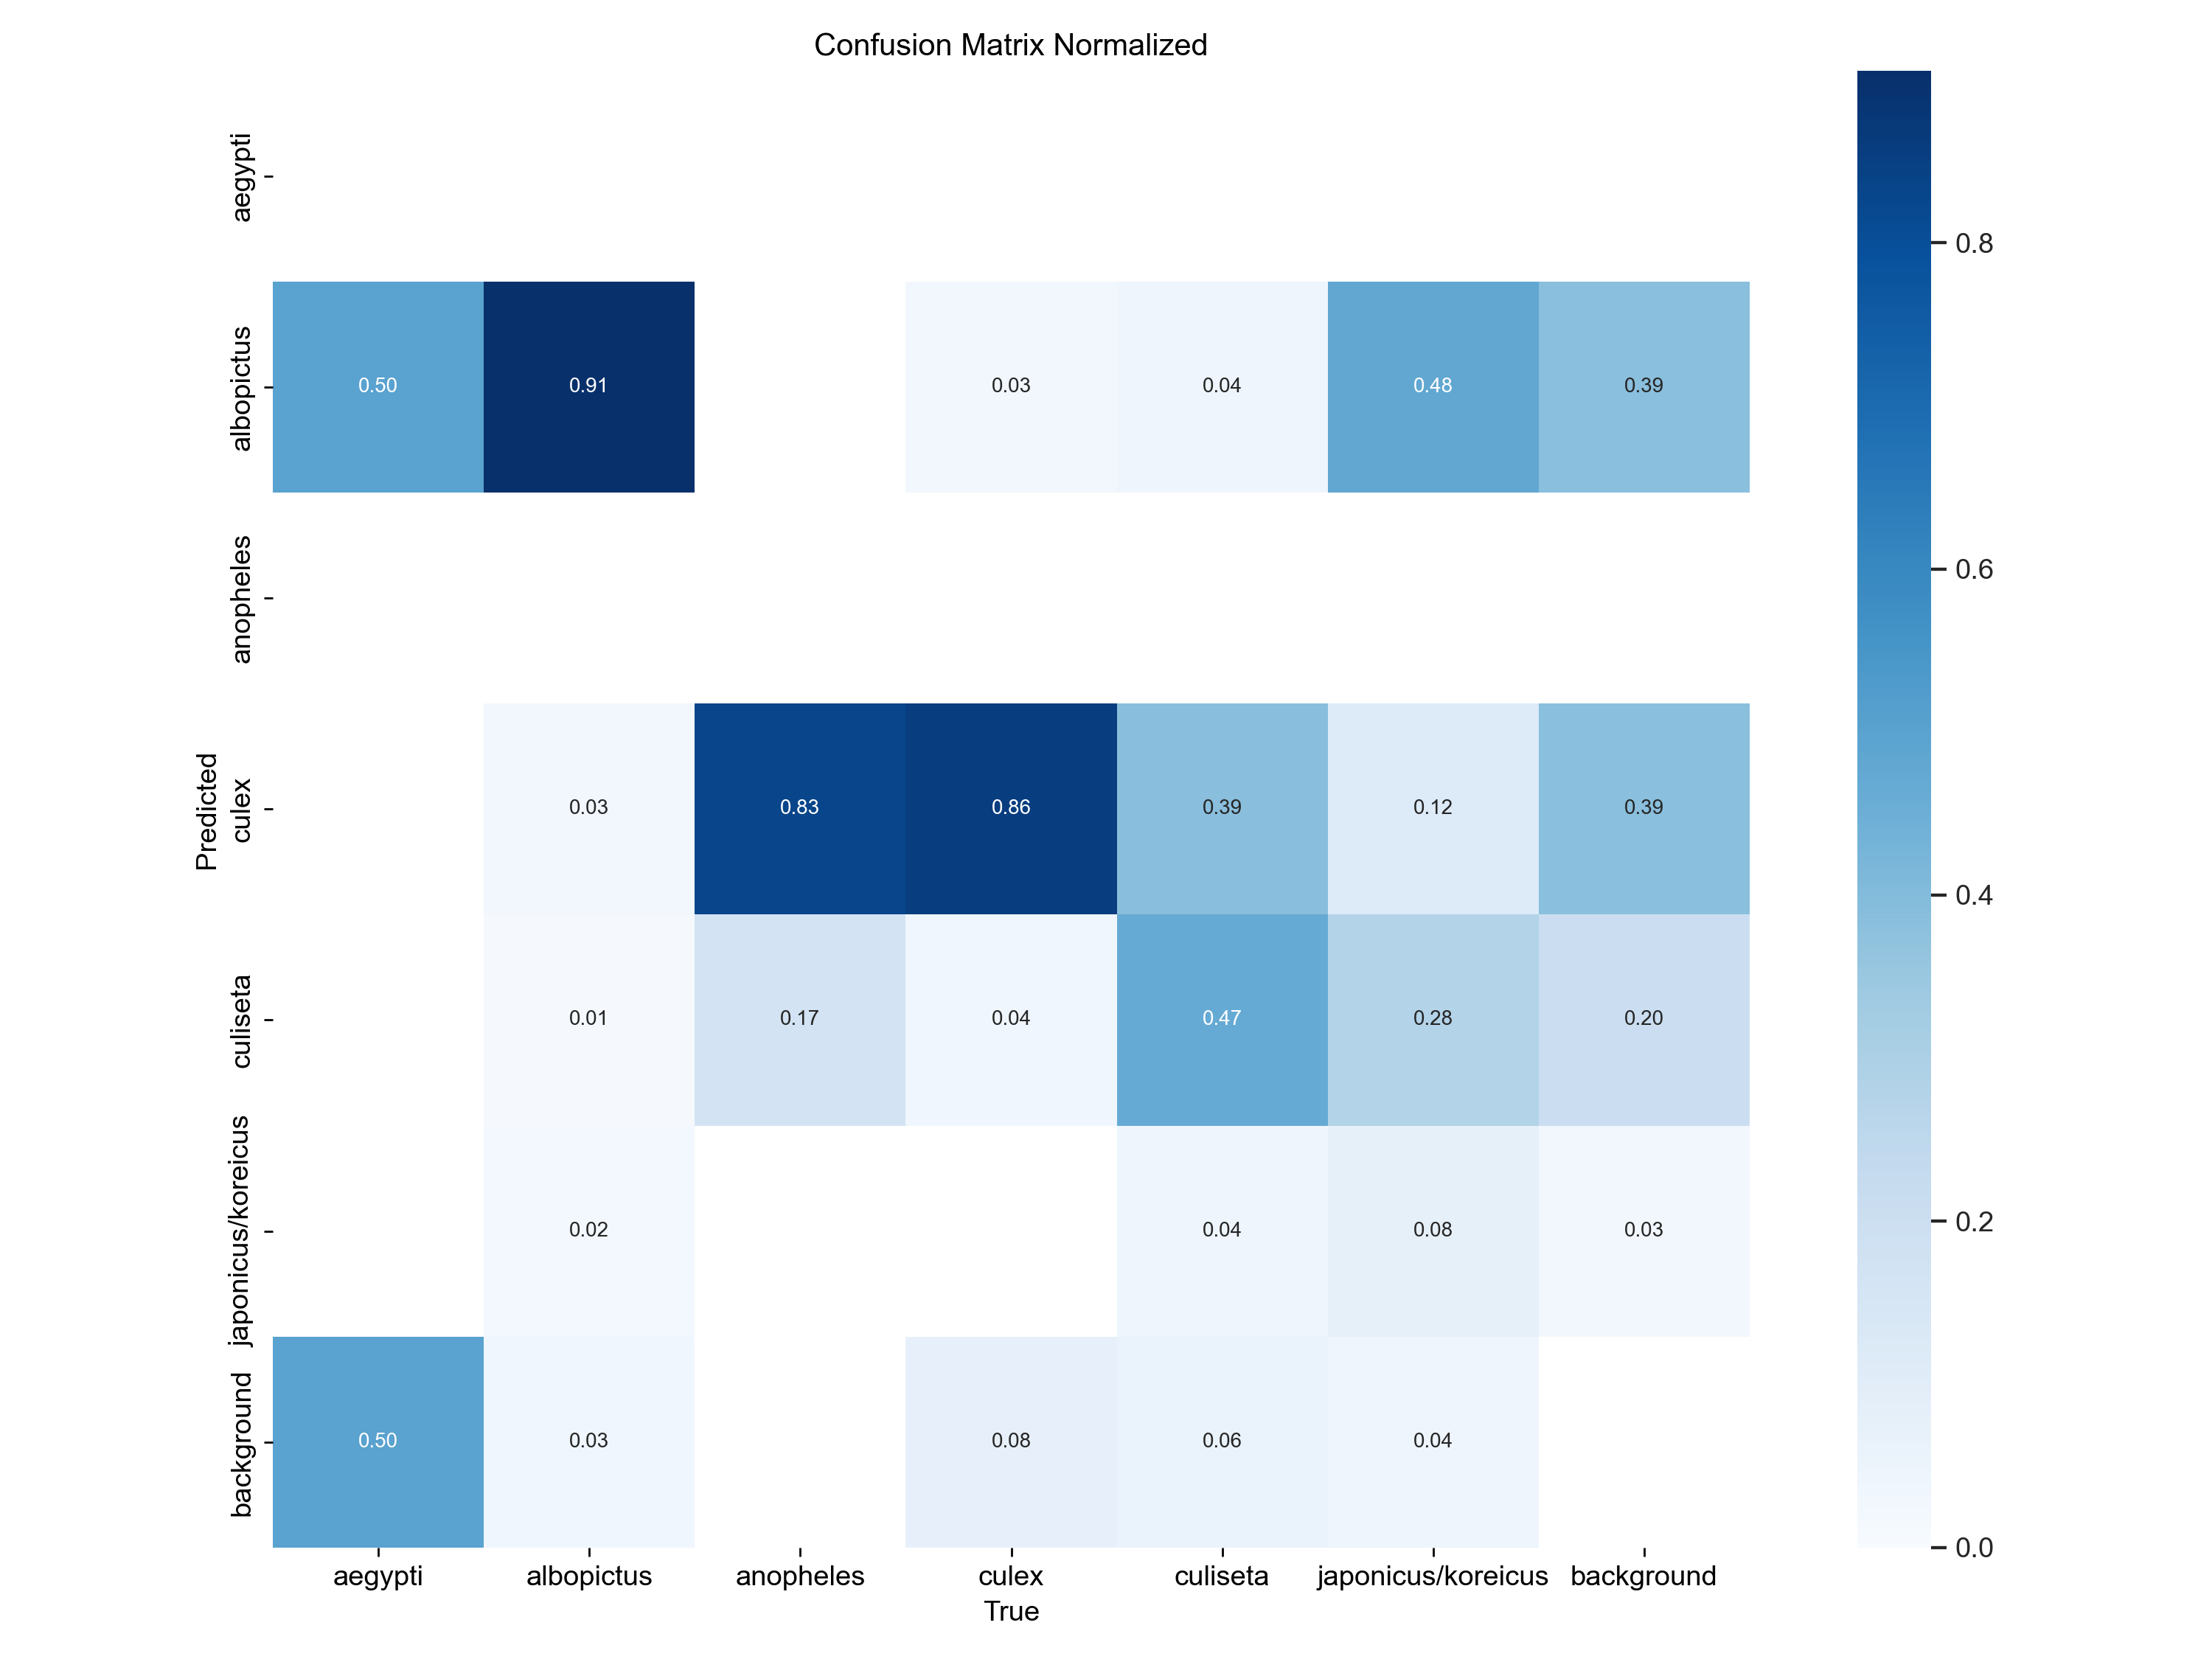 Confusion Matrix Normalized
aegypti
albopictus
0.50 0.91 0.03 0.04 0.48 0.39
anopheles
Predicted
culex
0.03 0.83 0.86 0.39 0.12 0.39
culiseta
0.01 0.17 0.04 0.47 0.28 0.20
japonicus/koreicus
0.02 0.04 0.08 0.03
background
0.50 0.03 0.08 0.06 0.04
aegypti albopictus anopheles culex culiseta japonicus/koreicus background
True
0.8
0.6
0.4
0.2
0.0